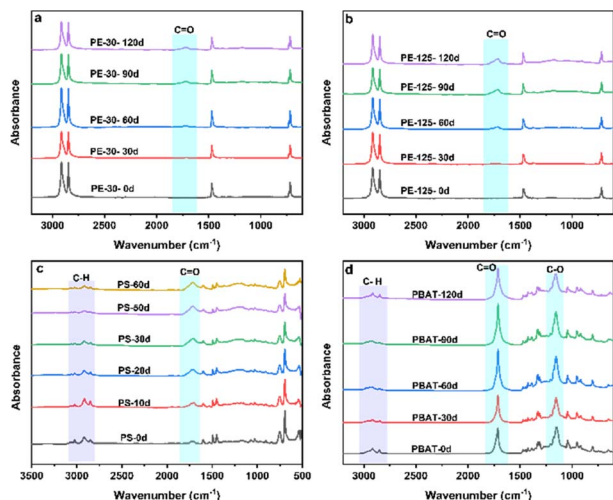 a
C=O
PE-30- 120d
PE-30- 90d
PE-30- 60d
PE-30- 30d
PE-30- 0d
Absorbance
3000 2500 2000 1500 1000
Wavenumber (cm⁻¹)
b
C=O
PE-125- 120d
PE-125- 90d
PE-125- 60d
PE-125- 30d
PE-125- 0d
Absorbance
3000 2500 2000 1500 1000
Wavenumber (cm⁻¹)
c
C-H
C=O
PS-60d
PS-50d
PS-30d
PS-20d
PS-10d
PS-0d
Absorbance
3500 3000 2500 2000 1500 1000 500
Wavenumber (cm⁻¹)
d
C- H
C=O
C-O
PBAT-120d
PBAT-90d
PBAT-60d
PBAT-30d
PBAT-0d
Absorbance
3000 2500 2000 1500 1000
Wavenumber (cm⁻¹)